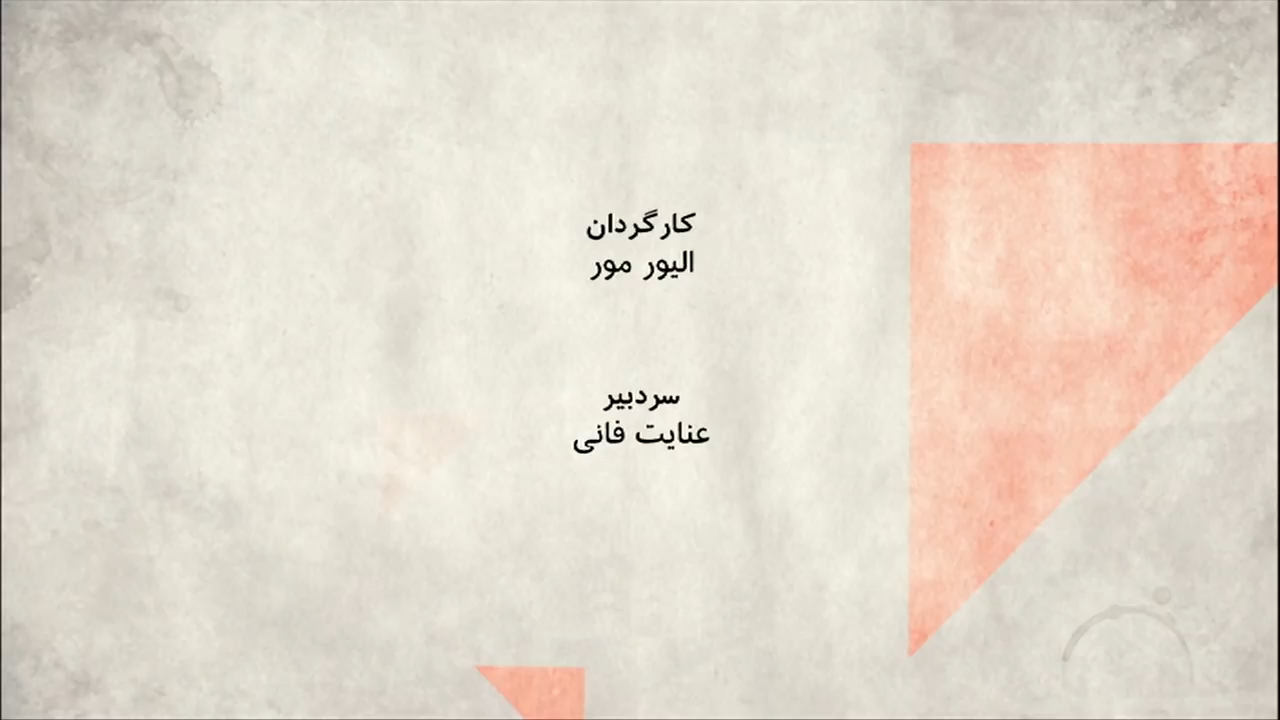 کارگردان
الیور مور
سردبیر
عنایت فانی